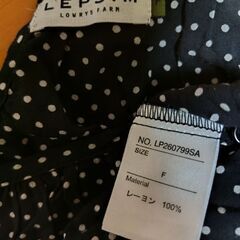 LEPSIM
LOWRYS FARM
NO. LP260799SA
SIZE
F
Material
レーヨン 100%